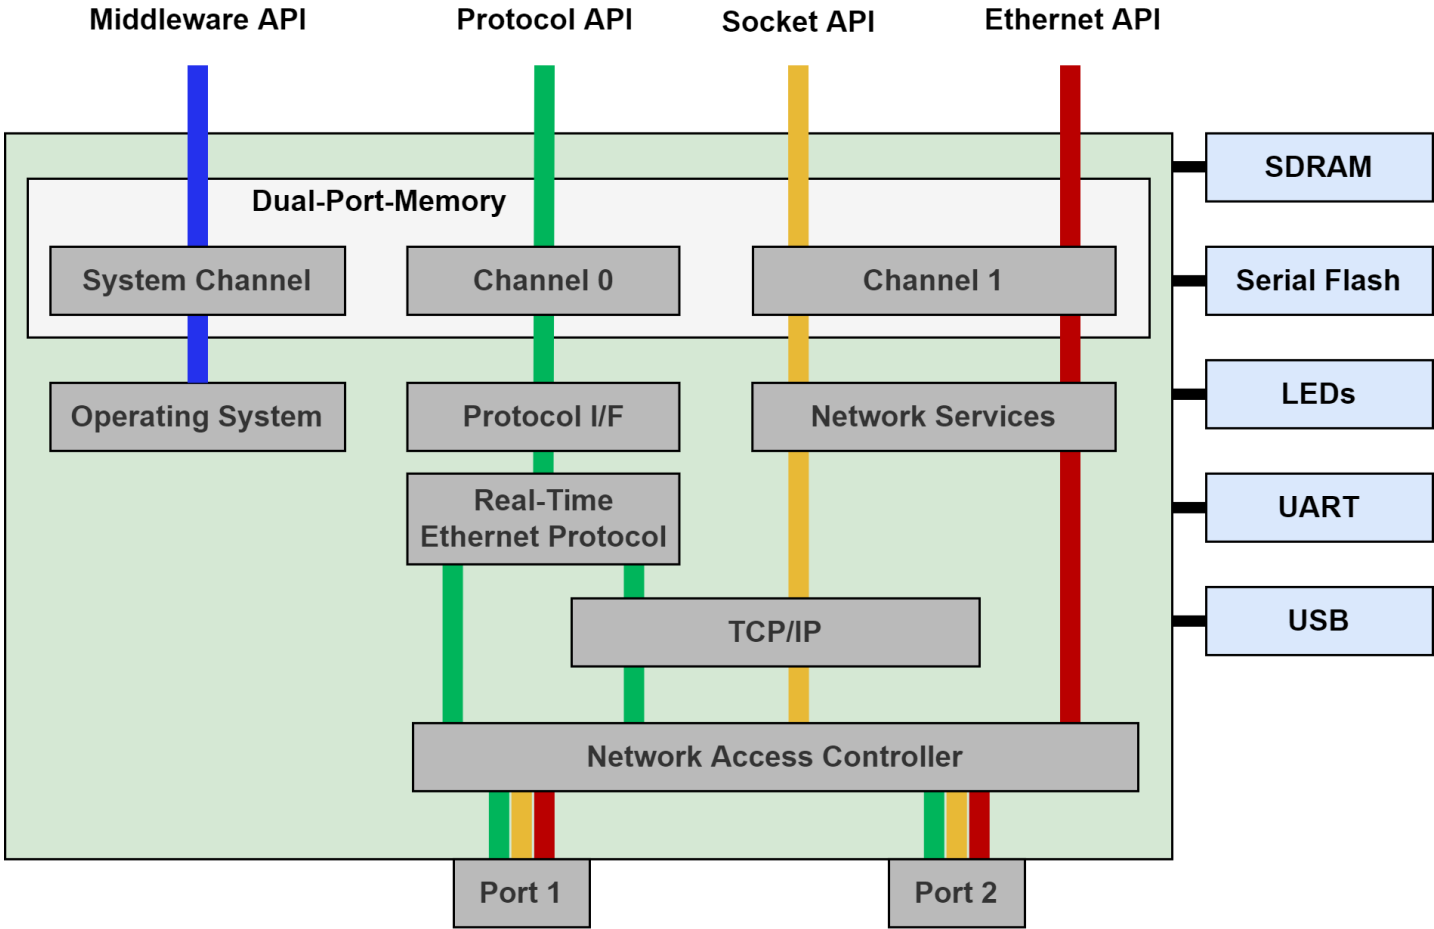 Middleware API
Protocol API
Socket API
Ethernet API
Dual-Port-Memory
System Channel
Channel 0
Channel 1
Operating System
Protocol I/F
Network Services
Real-Time
Ethernet Protocol
TCP/IP
Network Access Controller
Port 1
Port 2
SDRAM
Serial Flash
LEDs
UART
USB